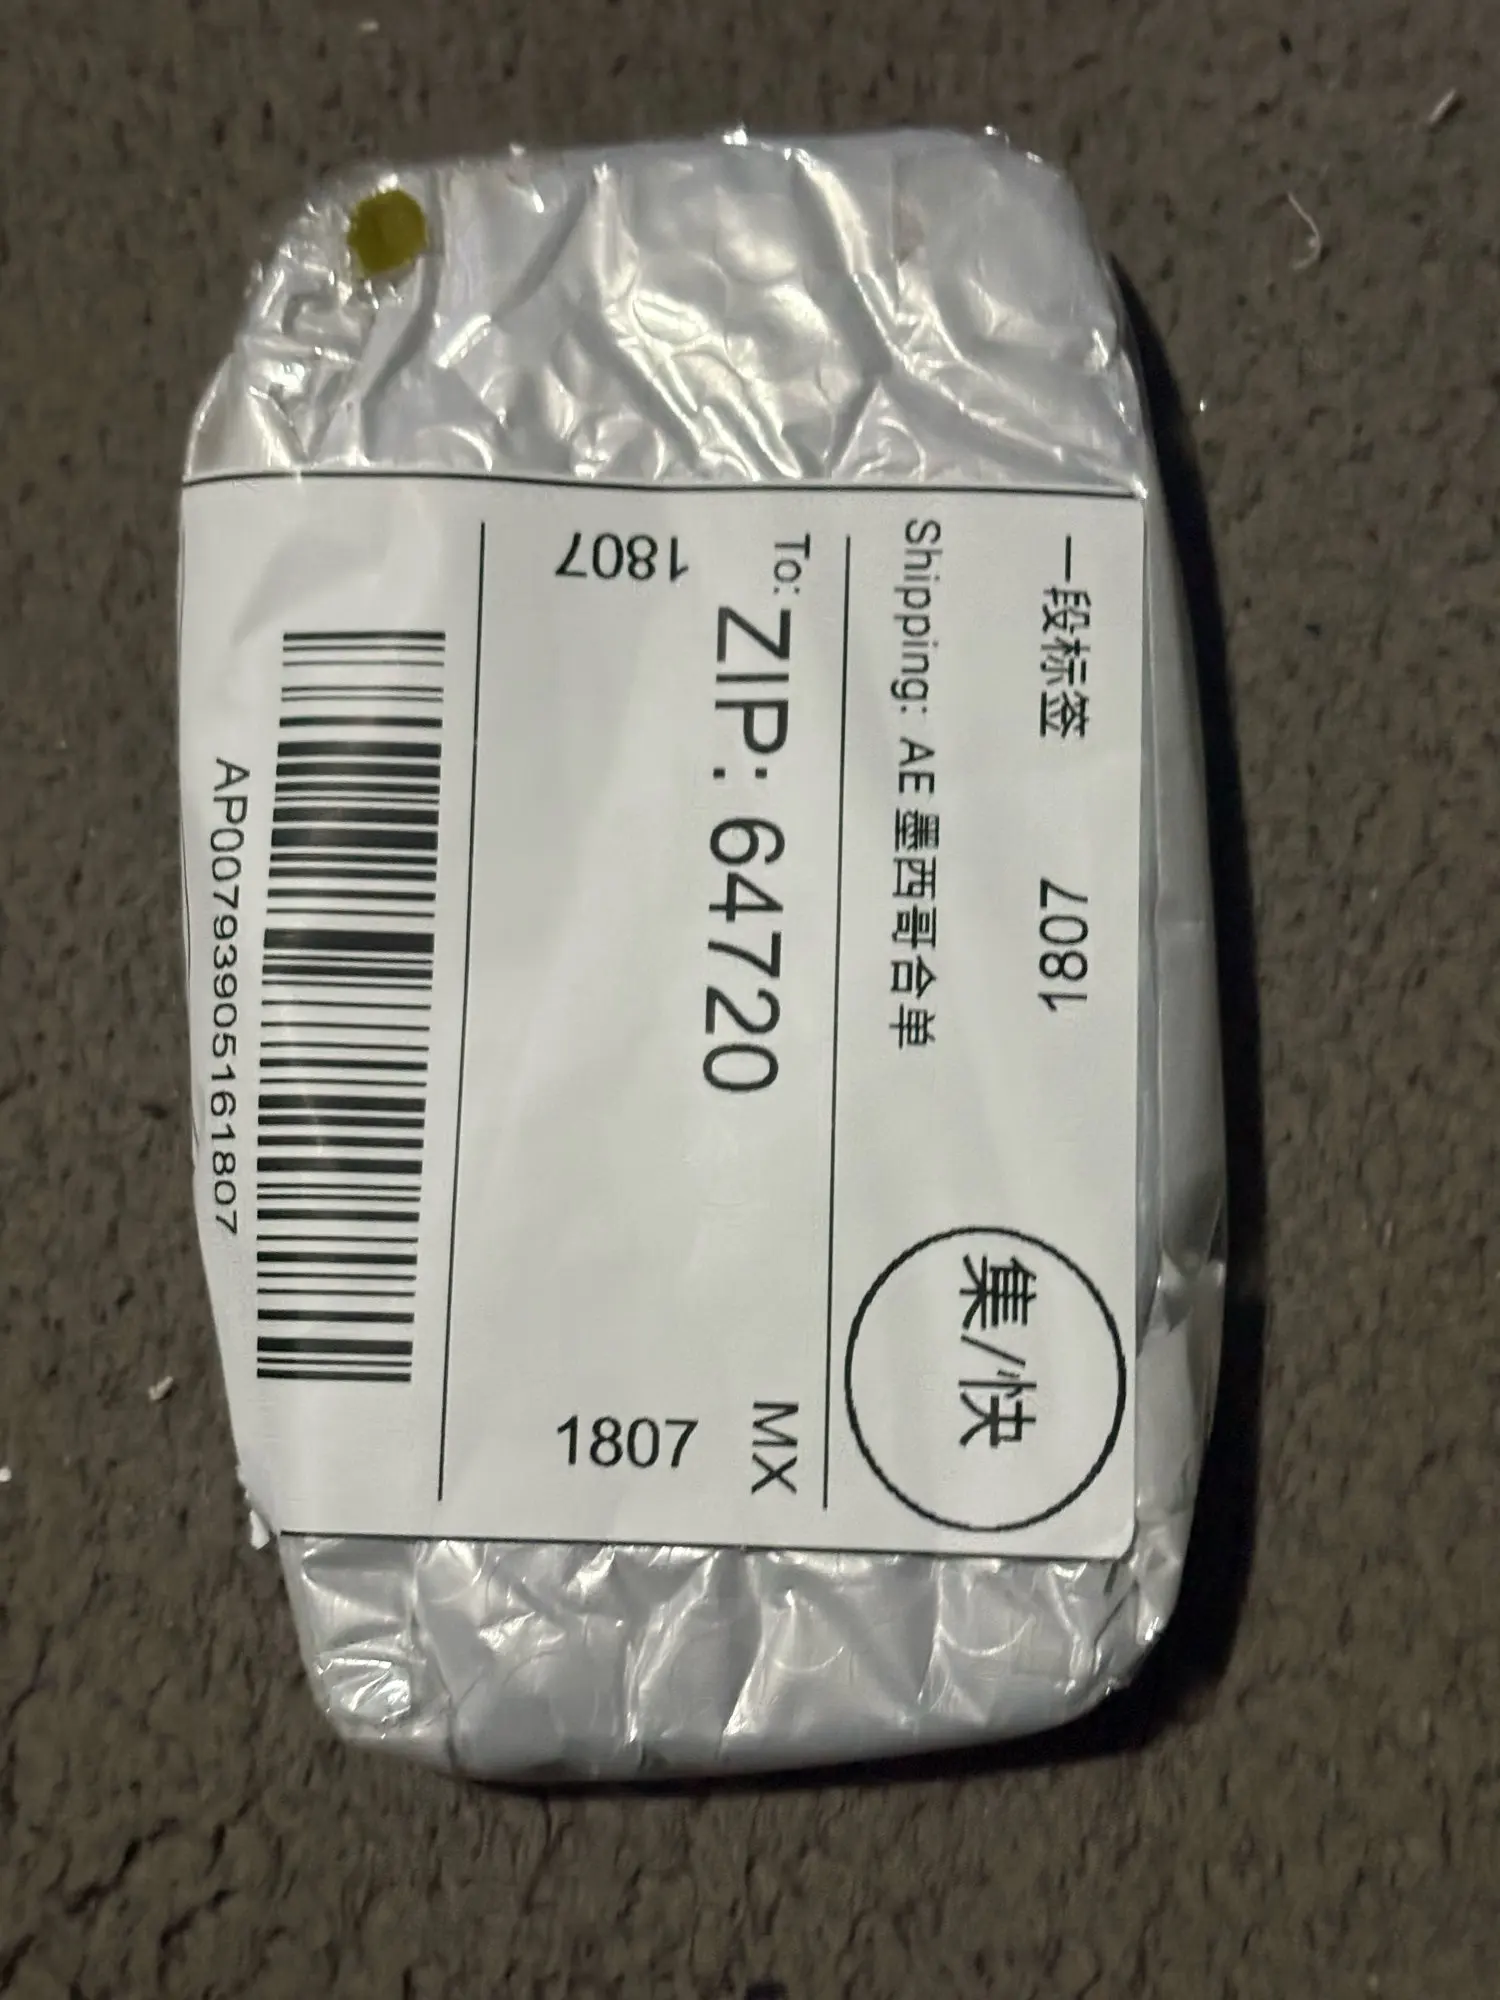 一段标签 1807
集/快
Shipping: AE 墨西哥合单
To: ZIP: 64720 MX
1807 1807
AP00793905161807